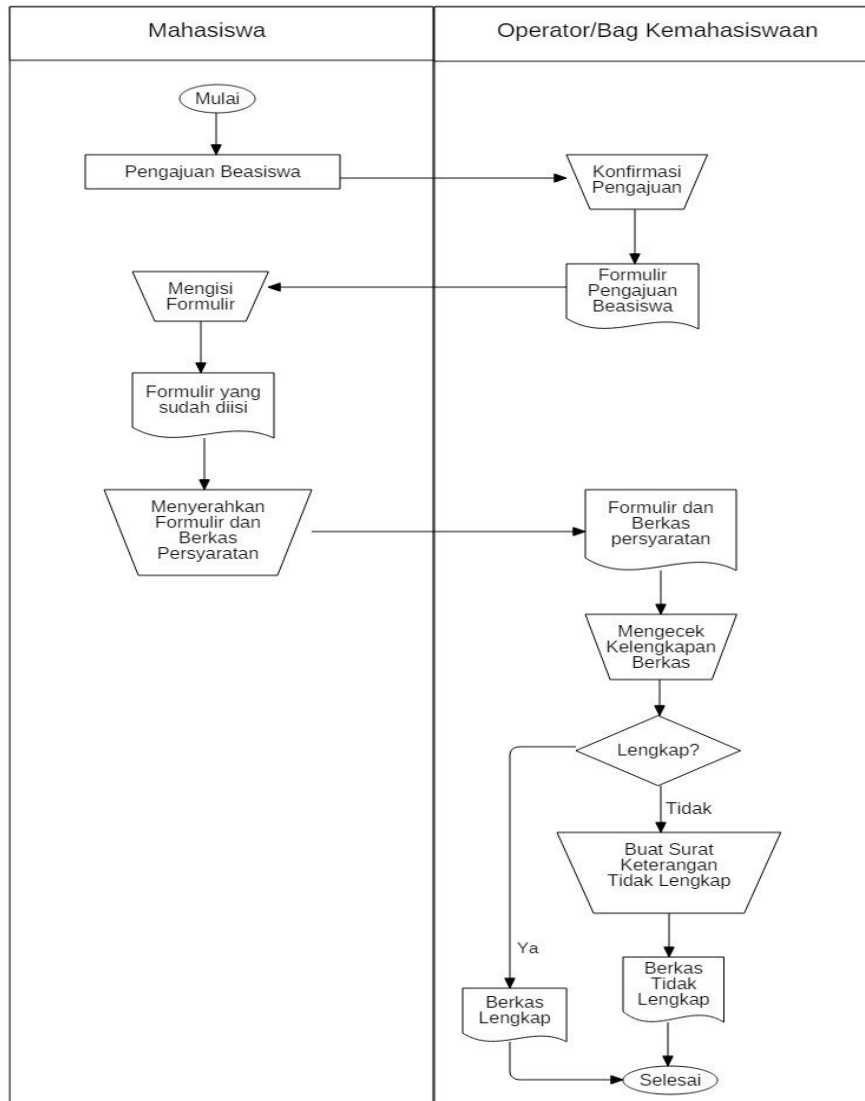 Mahasiswa
Operator/Bag Kemahasiswaan
Mulai
Pengajuan Beasiswa
Konfirmasi
Pengajuan
Formulir
Pengajuan
Beasiswa
Mengisi
Formulir
Formulir yang
sudah diisi
Menyerahkan
Formulir dan
Berkas
Persyaratan
Formulir dan
Berkas
persyaratan
Mengecek
Kelengkapan
Berkas
Lengkap?
Tidak
Buat Surat
Keterangan
Tidak Lengkap
Ya
Berkas
Tidak
Lengkap
Berkas
Lengkap
Selesai